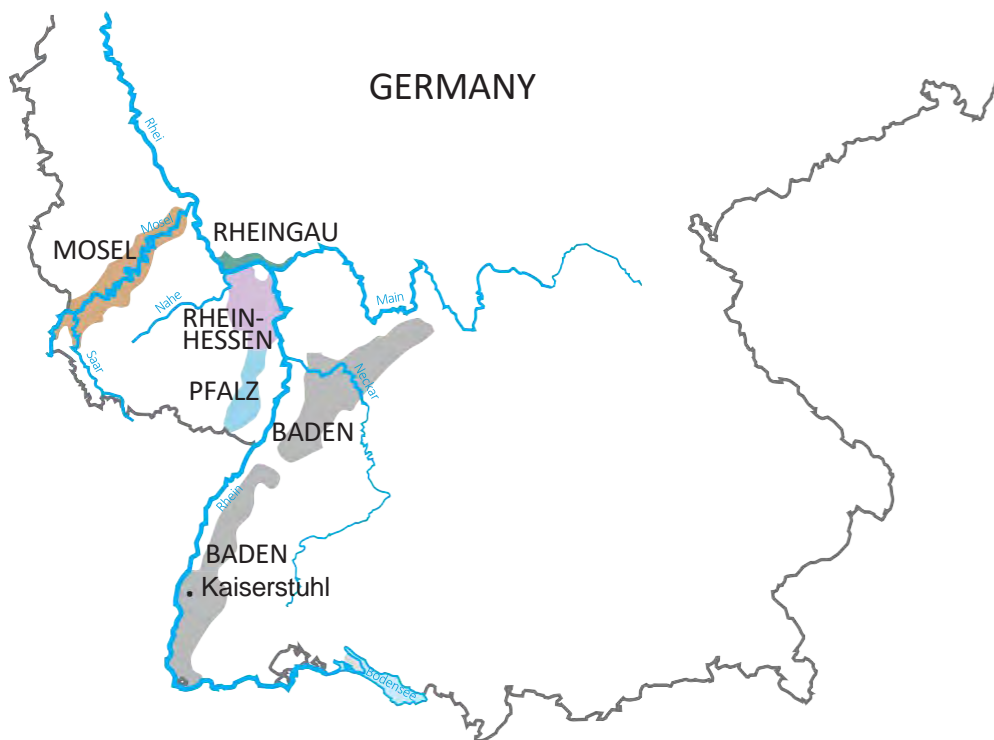 GERMANY
Rhei
Mosel
MOSEL
RHEINGAU
Nahe
Main
RHEIN-
HESSEN
Saar
PFALZ
Neckar
BADEN
Rhein
BADEN
Kaiserstuhl
Bodensee